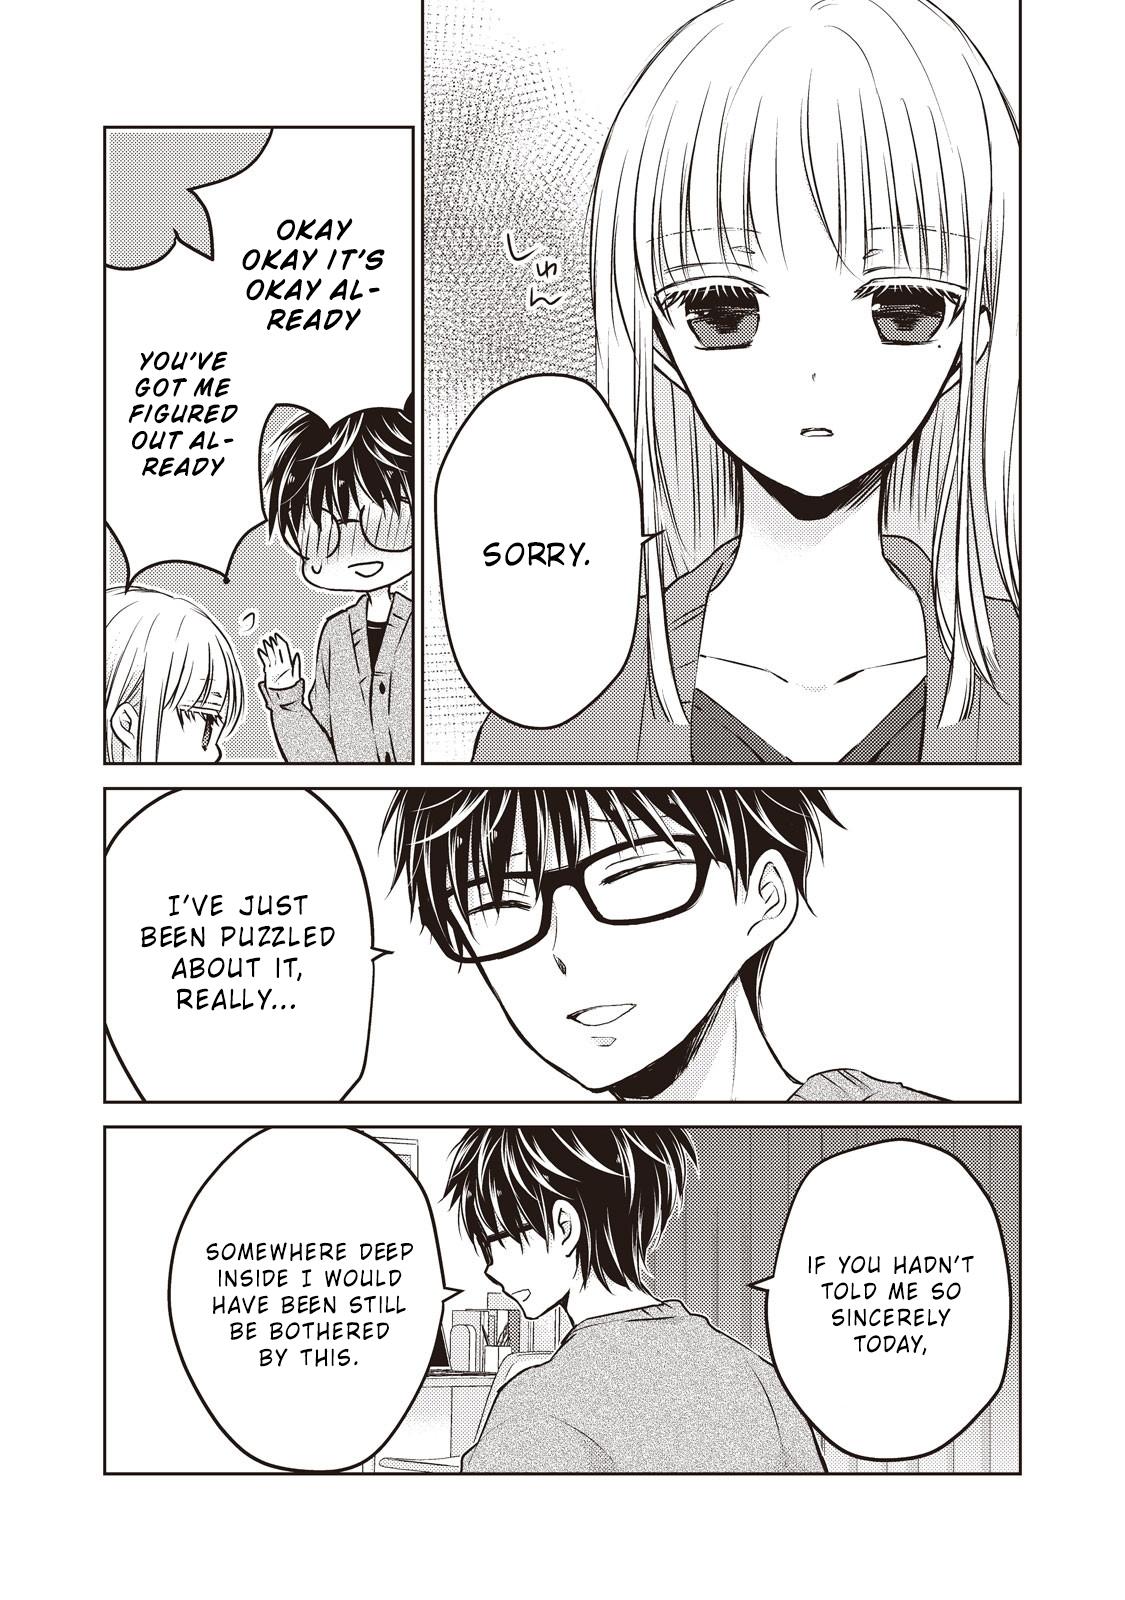 しゅん
SORRY.
OKAY
OKAY IT'S
OKAY AL-
READY
YOU'VE
GOT ME
FIGURED
OUT AL-
READY
I'VE JUST
BEEN PUZZLED
ABOUT IT,
REALLY...
IF YOU HADN'T
TOLD ME SO
SINCERELY
TODAY,
SOMEWHERE DEEP
INSIDE I WOULD
HAVE BEEN STILL
BE BOTHERED
BY THIS.